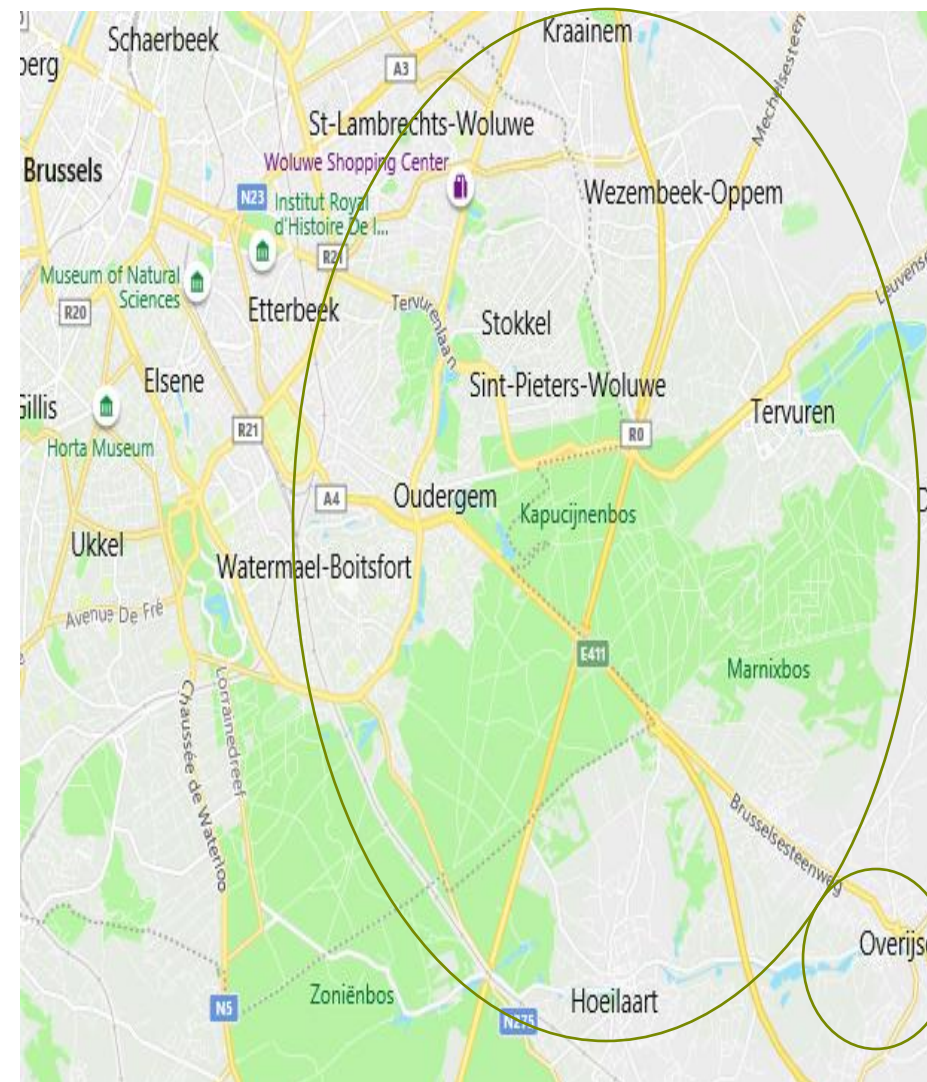 Kraainem
Schaerbeek
berg
A3
Mechelsesteen
St-Lambrechts-Woluwe
Woluwe Shopping Center
Brussels
N23
Institut Royal
d'Histoire De l...
Wezembeek-Oppem
R21
Museum of Natural
Sciences
Leuvense
R20
Etterbeek
Tervurenlaan
Stokkel
Elsene
Sint-Pieters-Woluwe
Gillis
Tervuren
R21
R0
Horta Museum
A4
Oudergem
Kapucijnenbos
Ukkel
Watermael-Boitsfort
Avenue De Fré
E411
Marnixbos
Lorrainedreef
Chaussée de Waterloo
Brusselsesteenweg
Overijse
Zoniënbos
Hoeilaart
N5
N275